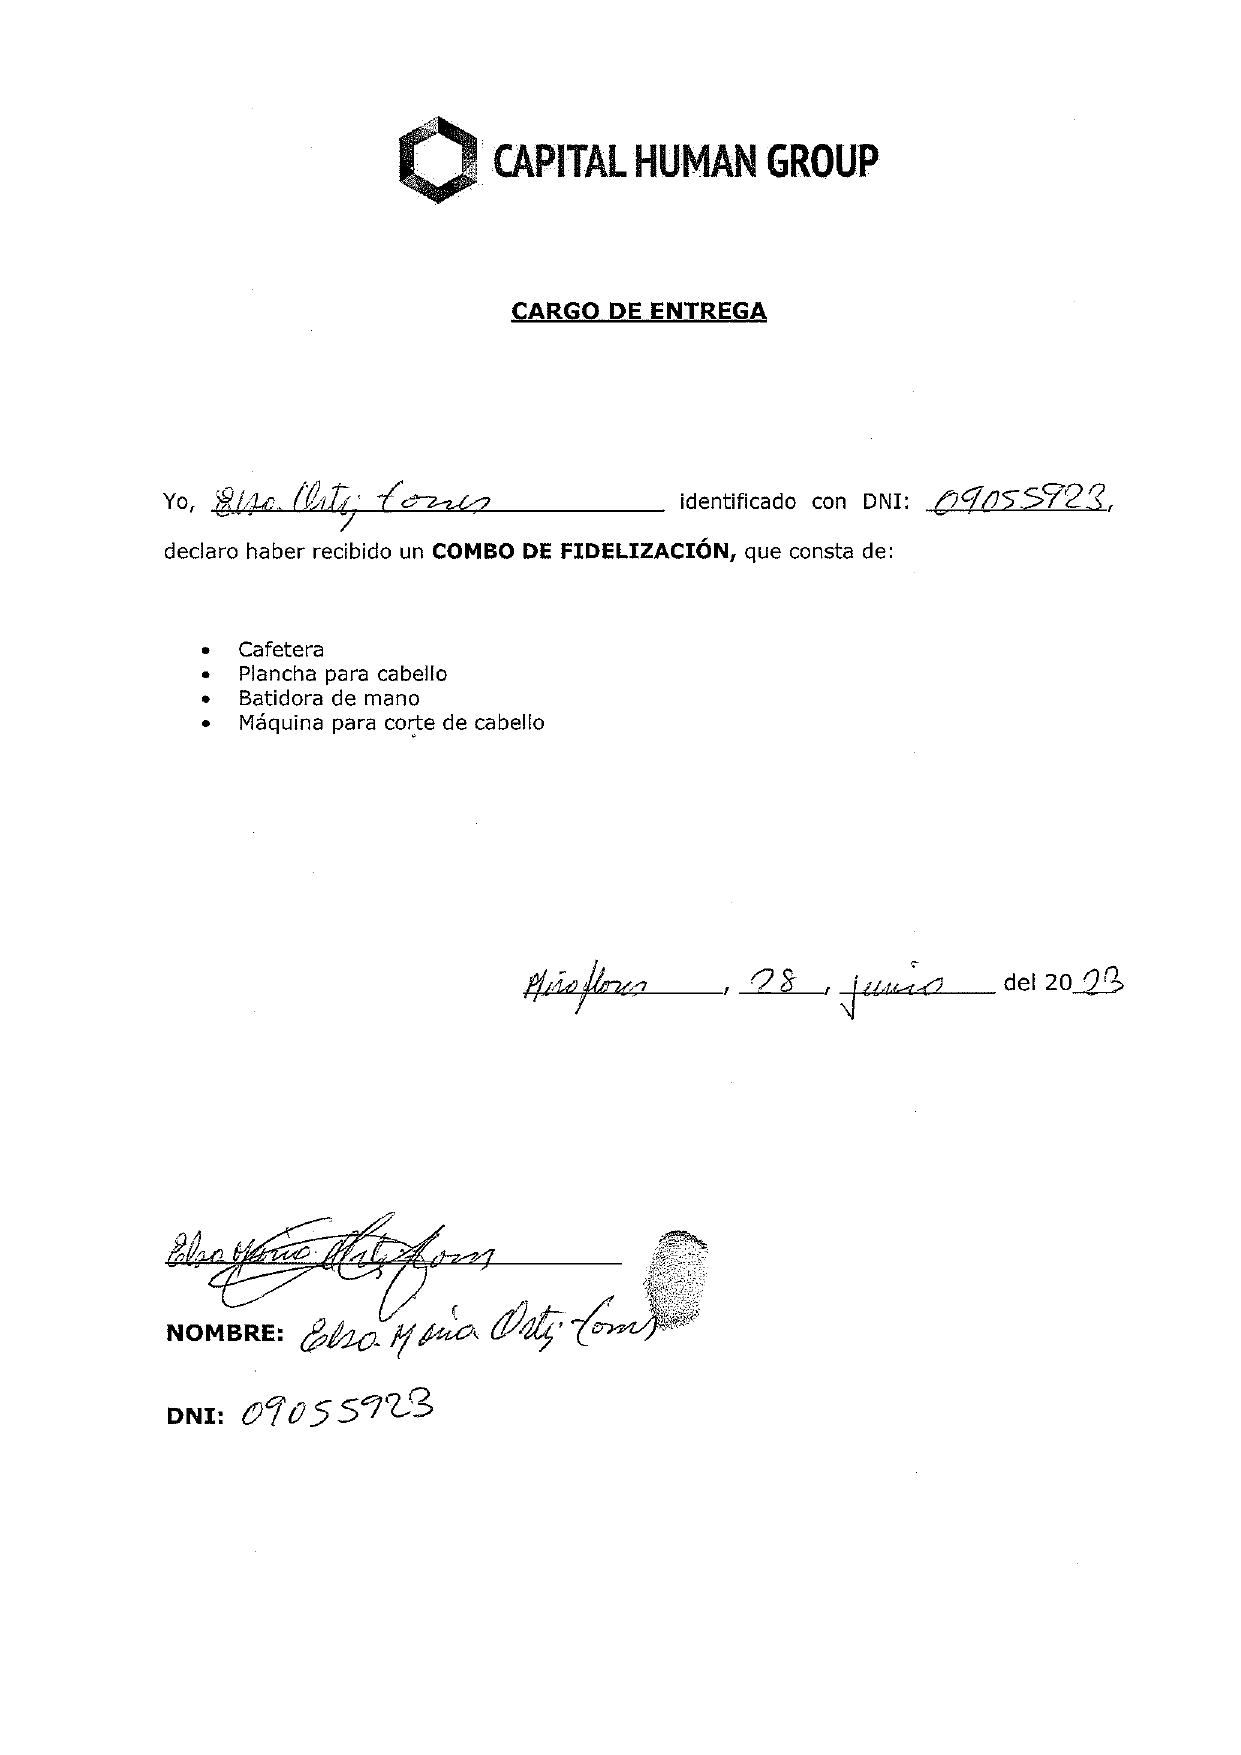 CAPITAL HUMAN GROUP
CARGO DE ENTREGA
Yo, Elsa Ortiz Torres identificado con DNI: 09055923,
declaro haber recibido un COMBO DE FIDELIZACIÓN, que consta de:
• Cafetera
• Plancha para cabello
• Batidora de mano
• Máquina para corte de cabello
Miraflores, 28, junio del 2023
Elsa María Ortiz Torres
NOMBRE: Elsa María Ortiz Torres
DNI: 09055923